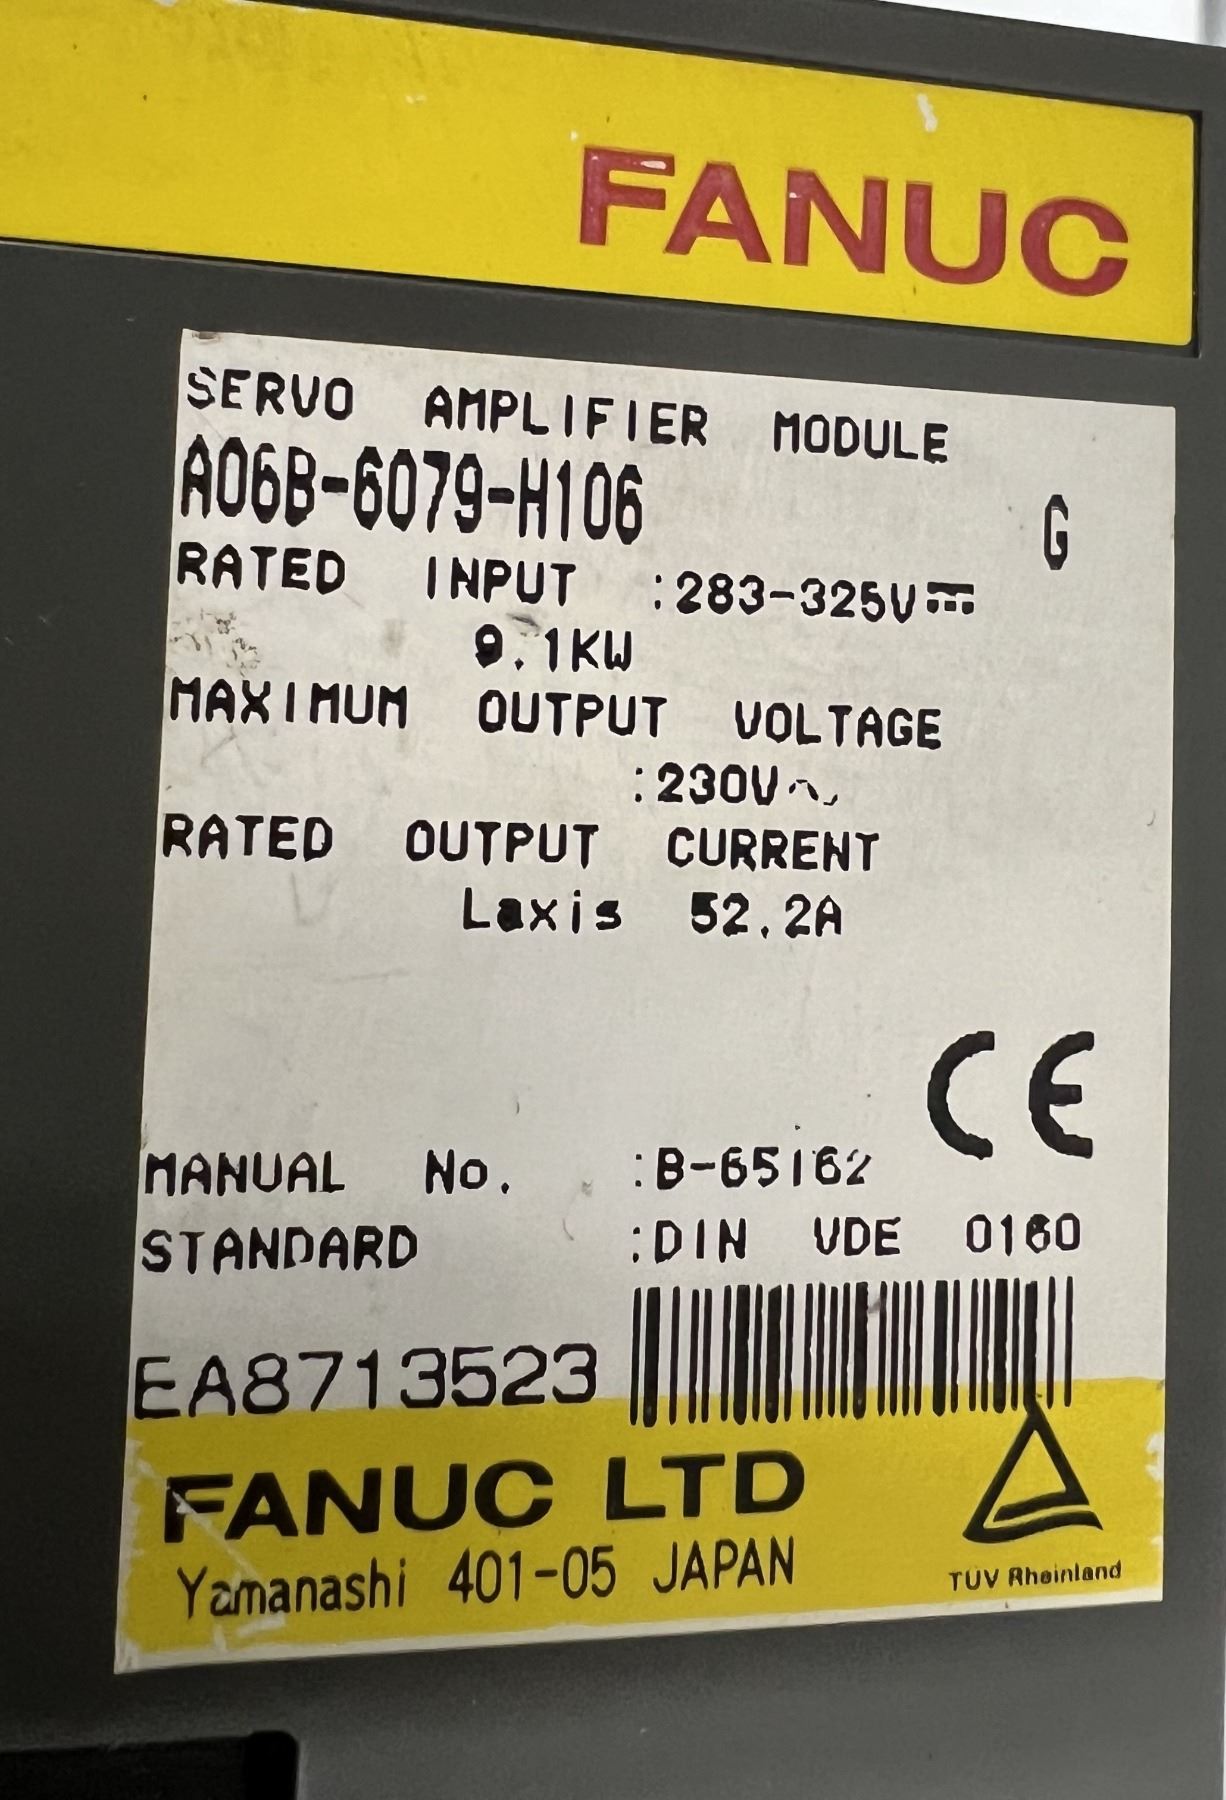 FANUC
SERVO AMPLIFIER MODULE
A06B-6079-H106 G
RATED INPUT :283-325V⎓
9.1KW
MAXIMUM OUTPUT VOLTAGE
:230V∿
RATED OUTPUT CURRENT
Laxis 52.2A
CE
MANUAL No. :B-65162
STANDARD :DIN VDE 0160
EA8713523
FANUC LTD
Yamanashi 401-05 JAPAN
TUV Rheinland